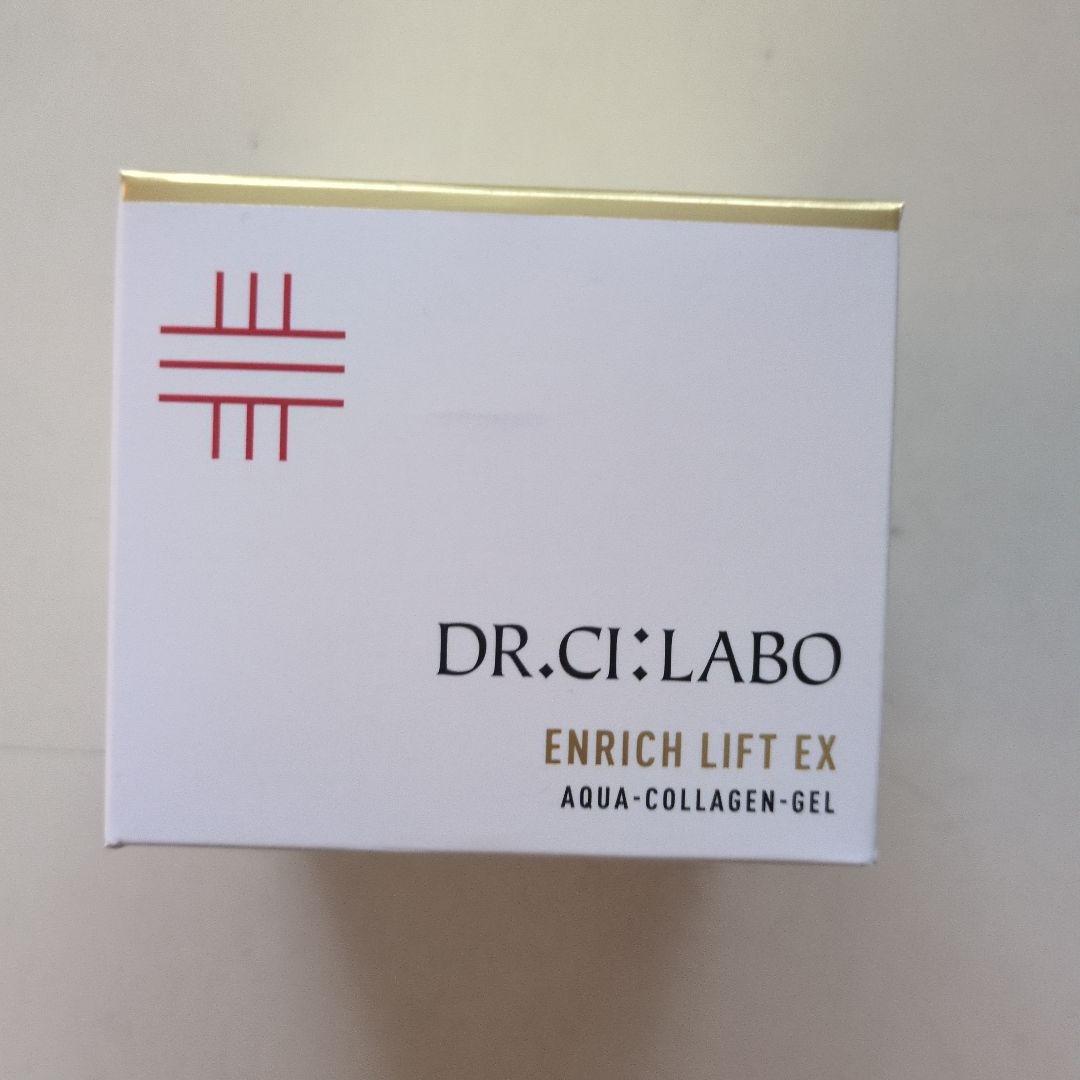 DR.CI:LABO
ENRICH LIFT EX
AQUA-COLLAGEN-GEL